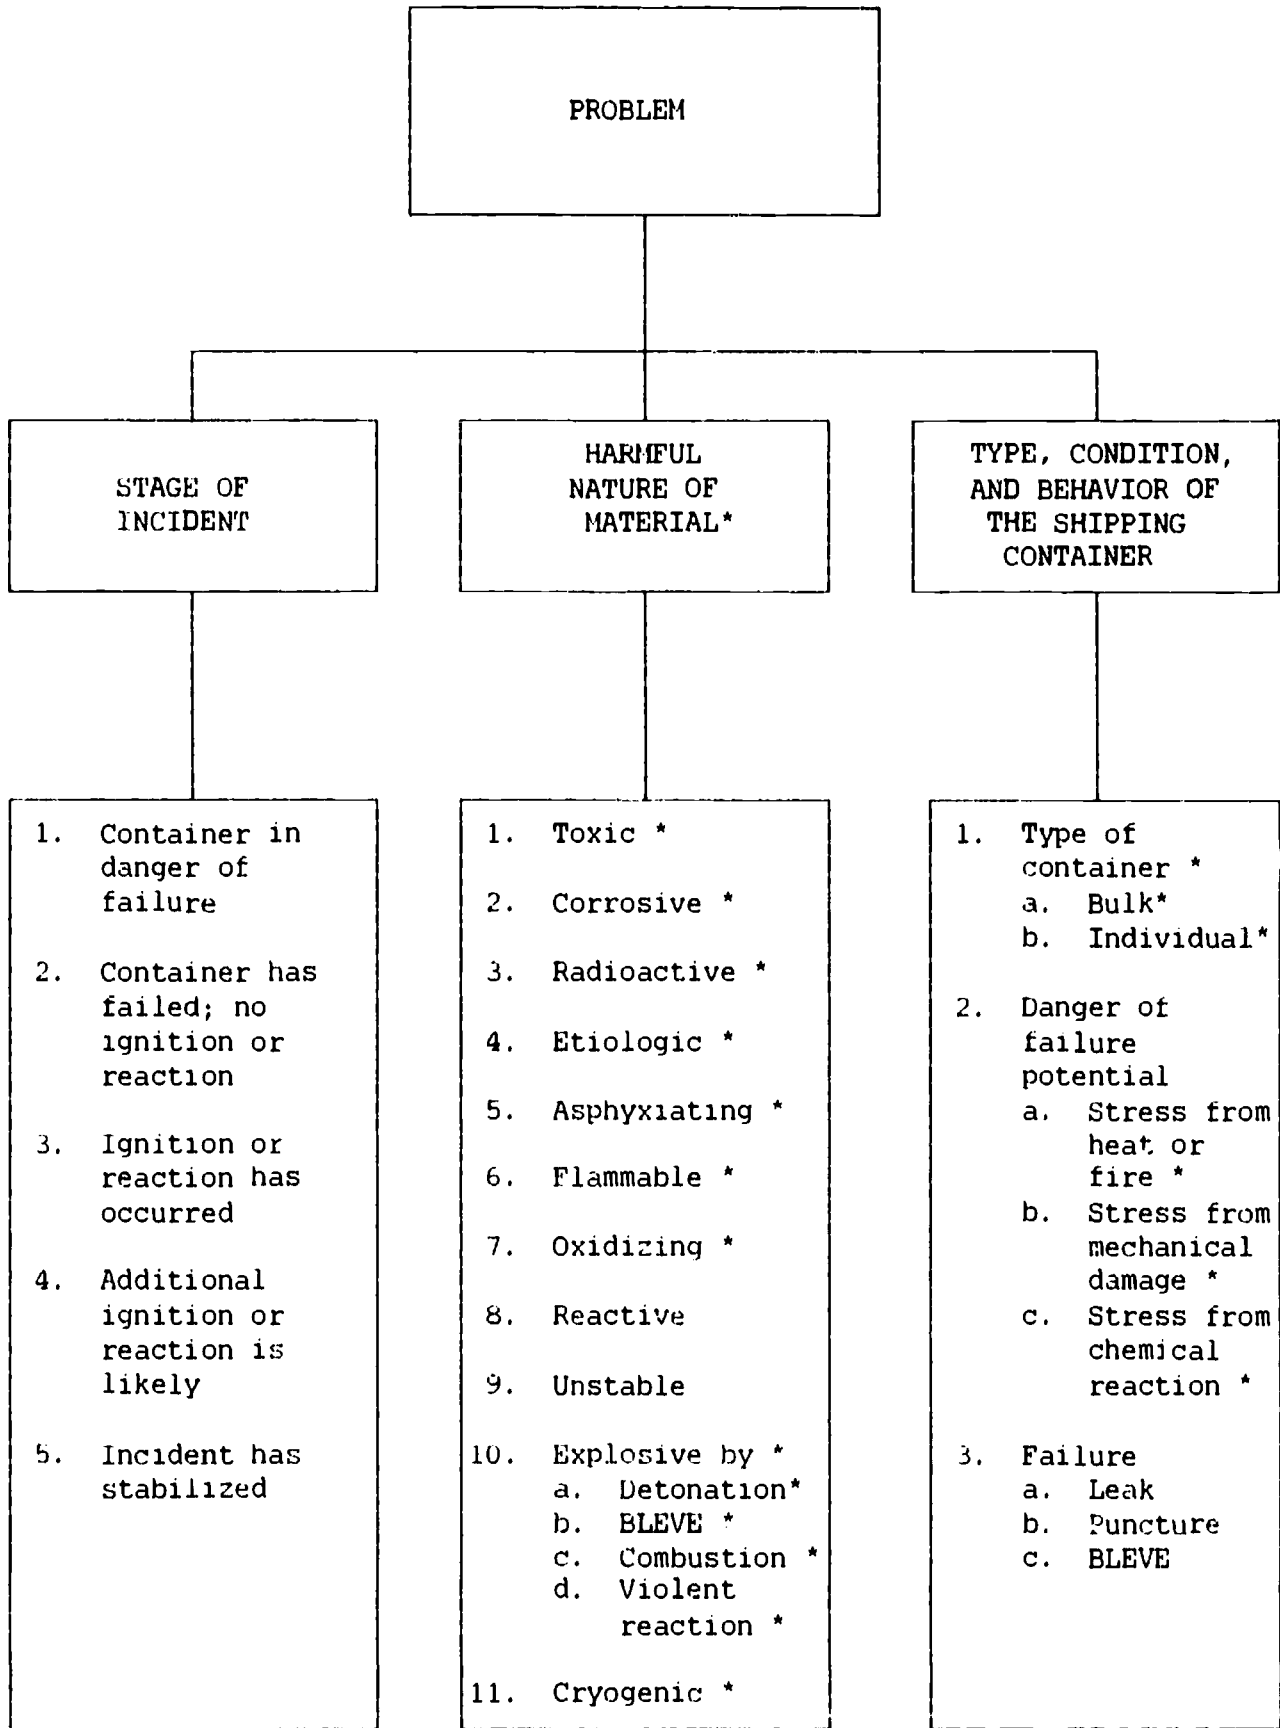 PROBLEM
STAGE OF
INCIDENT
HARMFUL
NATURE OF
MATERIAL*
TYPE, CONDITION,
AND BEHAVIOR OF
THE SHIPPING
CONTAINER
1. Container in
danger of
failure
2. Container has
failed; no
ignition or
reaction
3. Ignition or
reaction has
occurred
4. Additional
ignition or
reaction is
likely
5. Incident has
stabilized
1. Toxic *
2. Corrosive *
3. Radioactive *
4. Etiologic *
5. Asphyxiating *
6. Flammable *
7. Oxidizing *
8. Reactive
9. Unstable
10. Explosive by *
a. Detonation*
b. BLEVE *
c. Combustion *
d. Violent
reaction *
11. Cryogenic *
1. Type of
container *
a. Bulk*
b. Individual*
2. Danger of
failure
potential
a. Stress from
heat or
fire *
b. Stress from
mechanical
damage *
c. Stress from
chemical
reaction *
3. Failure
a. Leak
b. Puncture
c. BLEVE